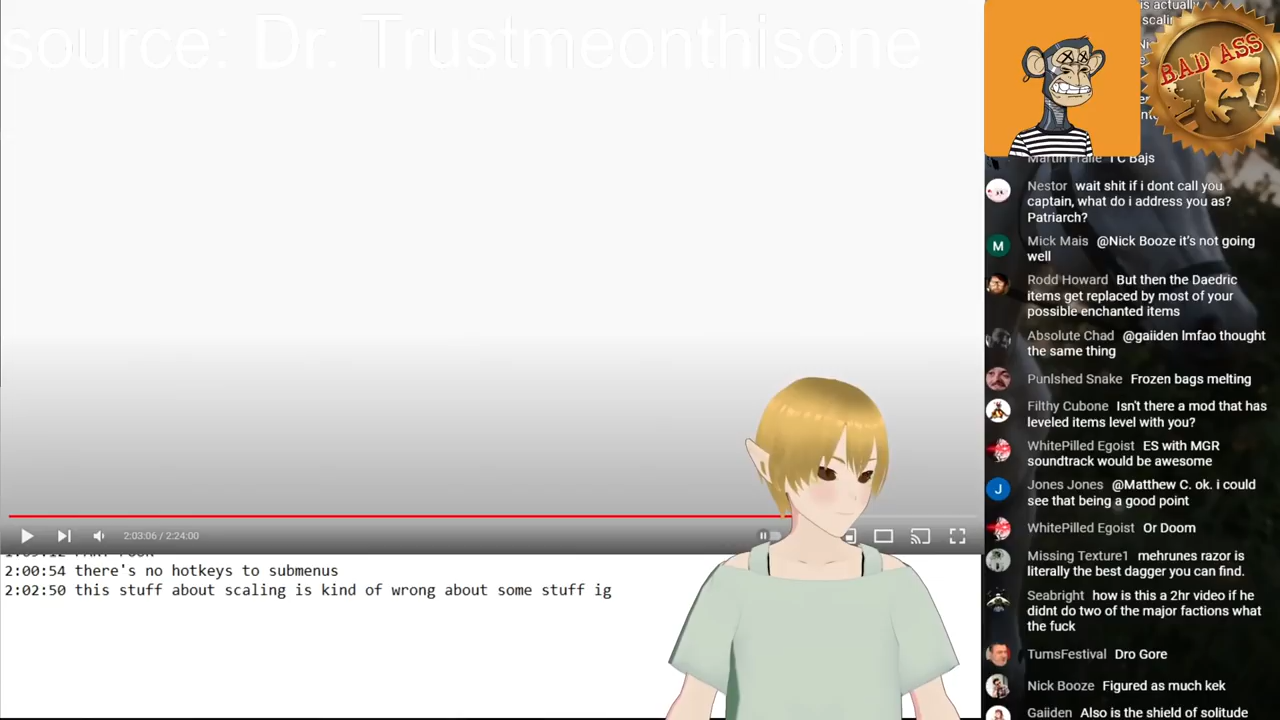 source: Dr. Trustmeonthisone
2:03:06 / 2:24:00
2:00:54 there's no hotkeys to submenus
2:02:50 this stuff about scaling is kind of wrong about some stuff ig
is actually
BAD ASS
Martin Fraile TC Bajs
Nestor wait shit if i dont call you
captain, what do i address you as?
Patriarch?
M
Mick Mais @Nick Booze it's not going
well
Rodd Howard But then the Daedric
items get replaced by most of your
possible enchanted items
Absolute Chad @gaiiden lmfao thought
the same thing
Punlshed Snake Frozen bags melting
Filthy Cubone Isn't there a mod that has
leveled items level with you?
WhitePilled Egoist ES with MGR
soundtrack would be awesome
J
Jones Jones @Matthew C. ok. i could
see that being a good point
WhitePilled Egoist Or Doom
Missing Texture1 mehrunes razor is
literally the best dagger you can find.
Seabright how is this a 2hr video if he
didnt do two of the major factions what
the fuck
TumsFestival Dro Gore
Nick Booze Figured as much kek
Gaiiden Also is the shield of solitude